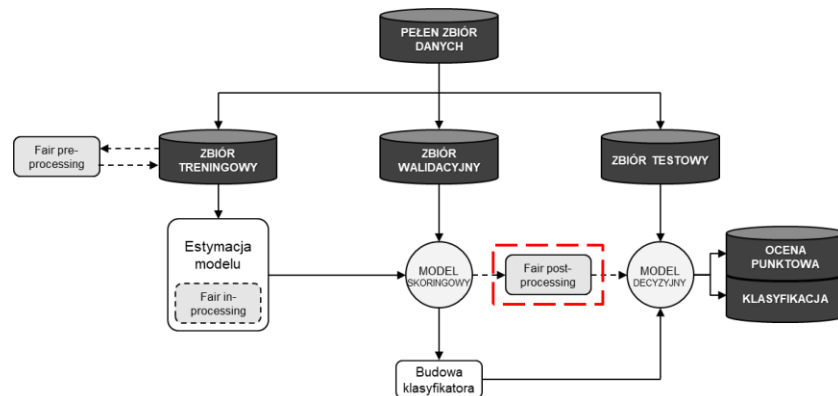 PEŁEN ZBIÓR
DANYCH
Fair pre-
processing
ZBIÓR
TRENINGOWY
ZBIÓR
WALIDACYJNY
ZBIÓR TESTOWY
Estymacja
modelu
Fair in-
processing
MODEL
SKORINGOWY
Fair post-
processing
MODEL
DECYZYJNY
OCENA
PUNKTOWA
KLASYFIKACJA
Budowa
klasyfikatora